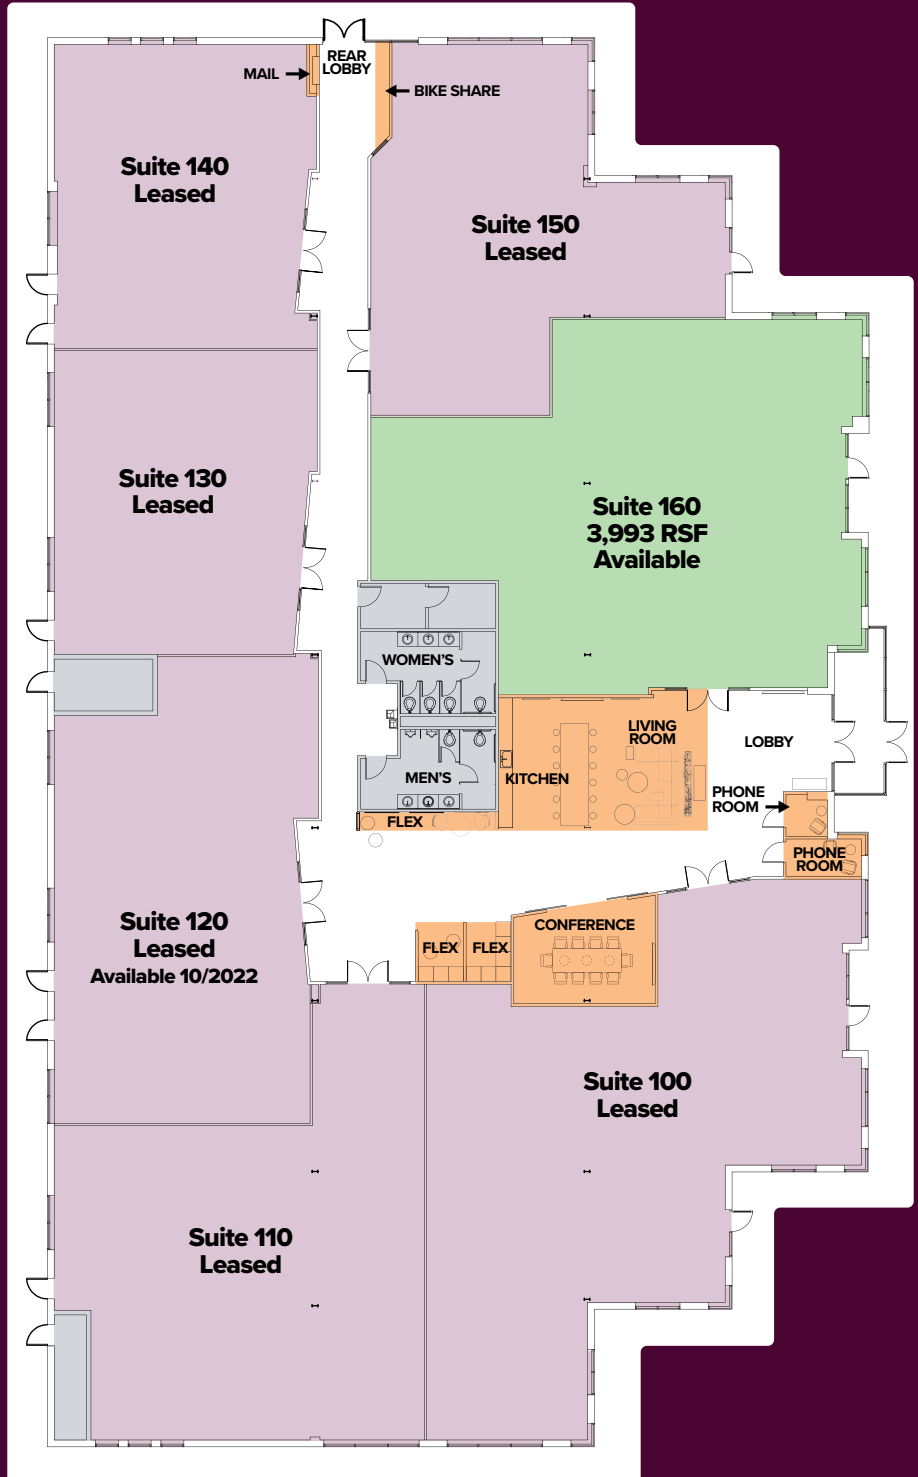 REAR
LOBBY
MAIL
BIKE SHARE
Suite 140
Leased
Suite 150
Leased
Suite 130
Leased
Suite 160
3,993 RSF
Available
WOMEN'S
LIVING
ROOM
LOBBY
MEN'S
KITCHEN
PHONE
ROOM
FLEX
PHONE
ROOM
Suite 120
Leased
Available 10/2022
FLEX
FLEX
CONFERENCE
Suite 100
Leased
Suite 110
Leased